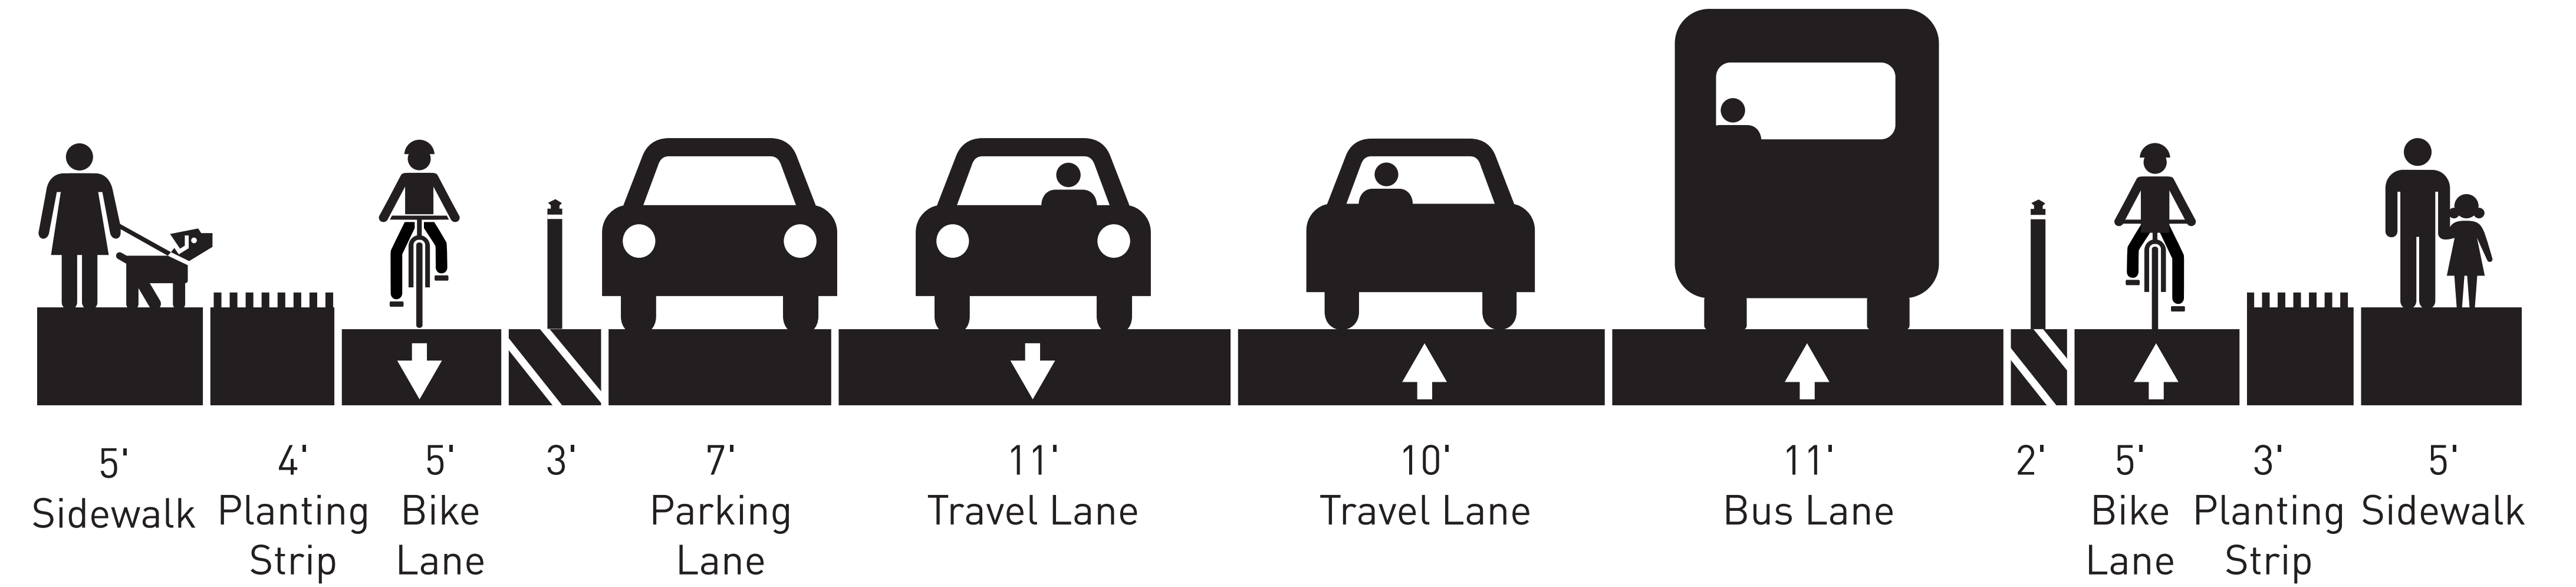 5' 4' 5' 3' 7' 11' 10' 11' 2' 5' 3' 5'
Sidewalk Planting Bike Parking Travel Lane Travel Lane Bus Lane Bike Planting Sidewalk
Strip Lane Lane Lane Strip